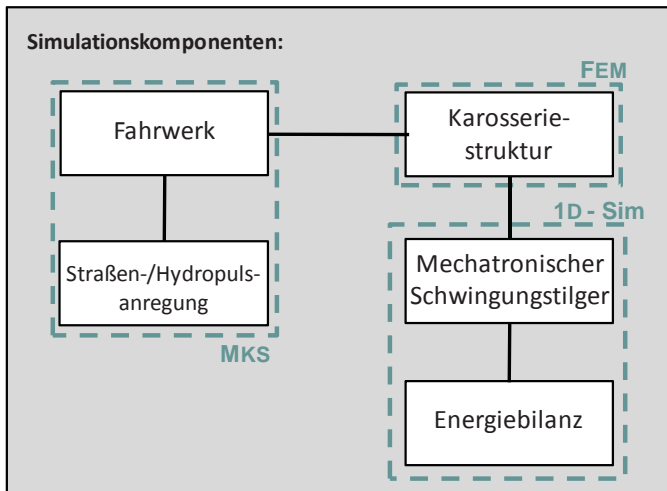 Simulationskomponenten:
FEM
Fahrwerk
Karosserie-
struktur
1D - Sim
Straßen-/Hydropuls-
anregung
Mechatronischer
Schwingungstilger
MKS
Energiebilanz